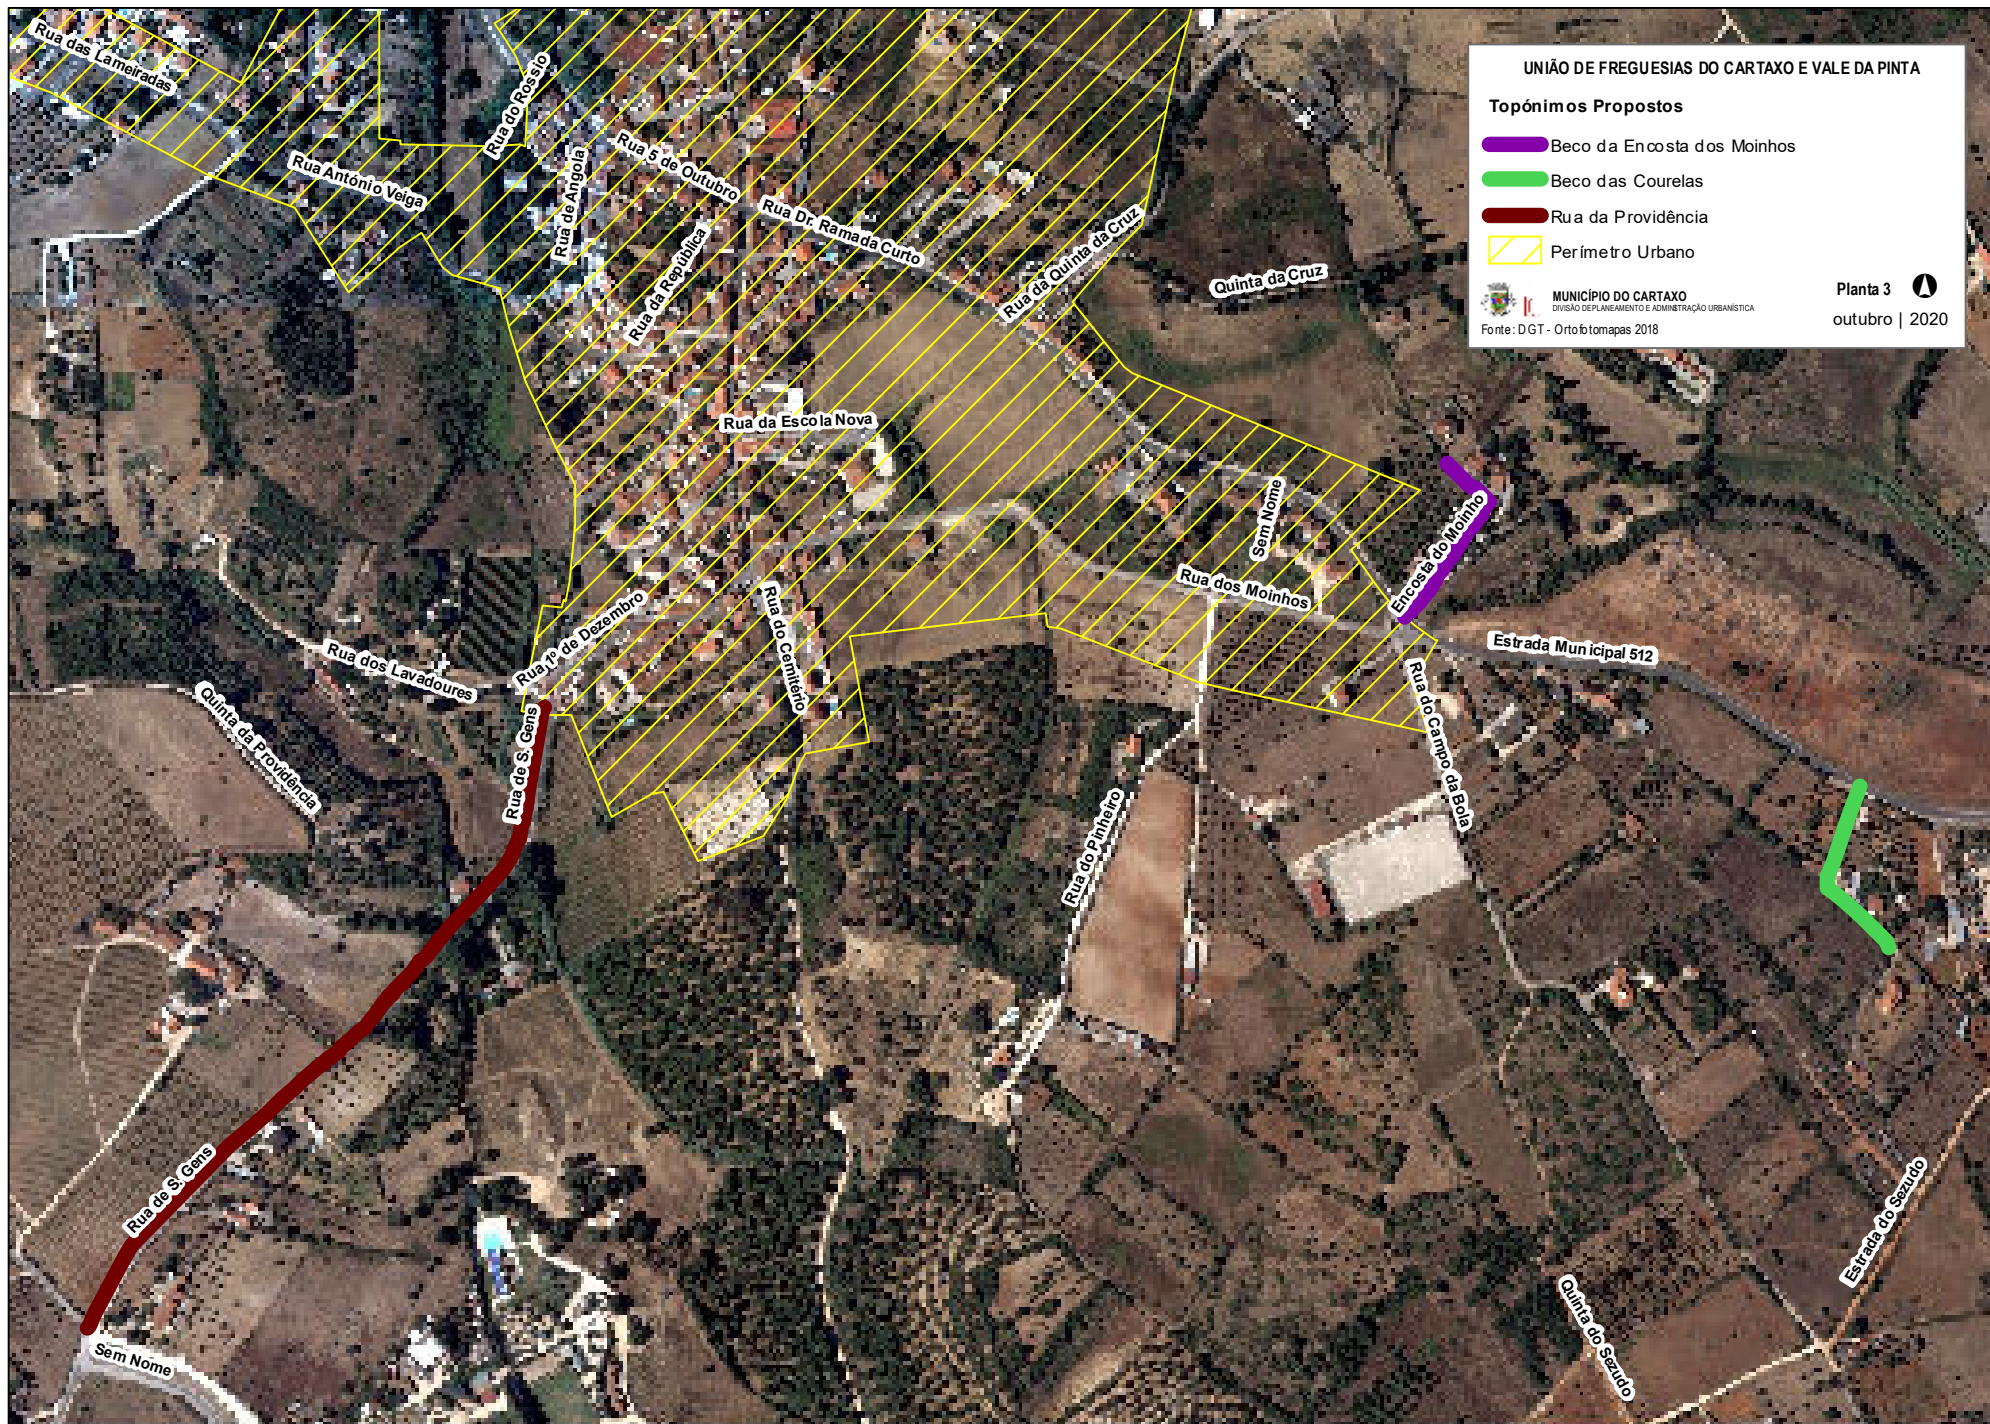 UNIÃO DE FREGUESIAS DO CARTAXO E VALE DA PINTA
Topónimos Propostos
Beco da Encosta dos Moinhos
Beco das Courelas
Rua da Providência
Perímetro Urbano
MUNICÍPIO DO CARTAXO
DIVISÃO DE PLANEAMENTO E ADMINISTRAÇÃO URBANÍSTICA
Fonte: DGT - Ortofotomapas 2018
Planta 3
outubro | 2020
Rua das Lameiradas
Rua do Rossio
Rua António Veiga
Rua de Angola
Rua 5 de Outubro
Rua Dr. Ramada Curto
Rua da República
Rua da Quinta da Cruz
Quinta da Cruz
Rua da Escola Nova
Sem Nome
Encosta do Moinho
Rua dos Moinhos
Rua 1º de Dezembro
Rua do Cemitério
Rua dos Lavadoures
Estrada Municipal 512
Quinta da Providência
Rua de S. Gens
Rua do Campo da Bola
Rua do Pinheiro
Rua de S. Gens
Estrada do Sezudo
Quinta do Sezudo
Sem Nome